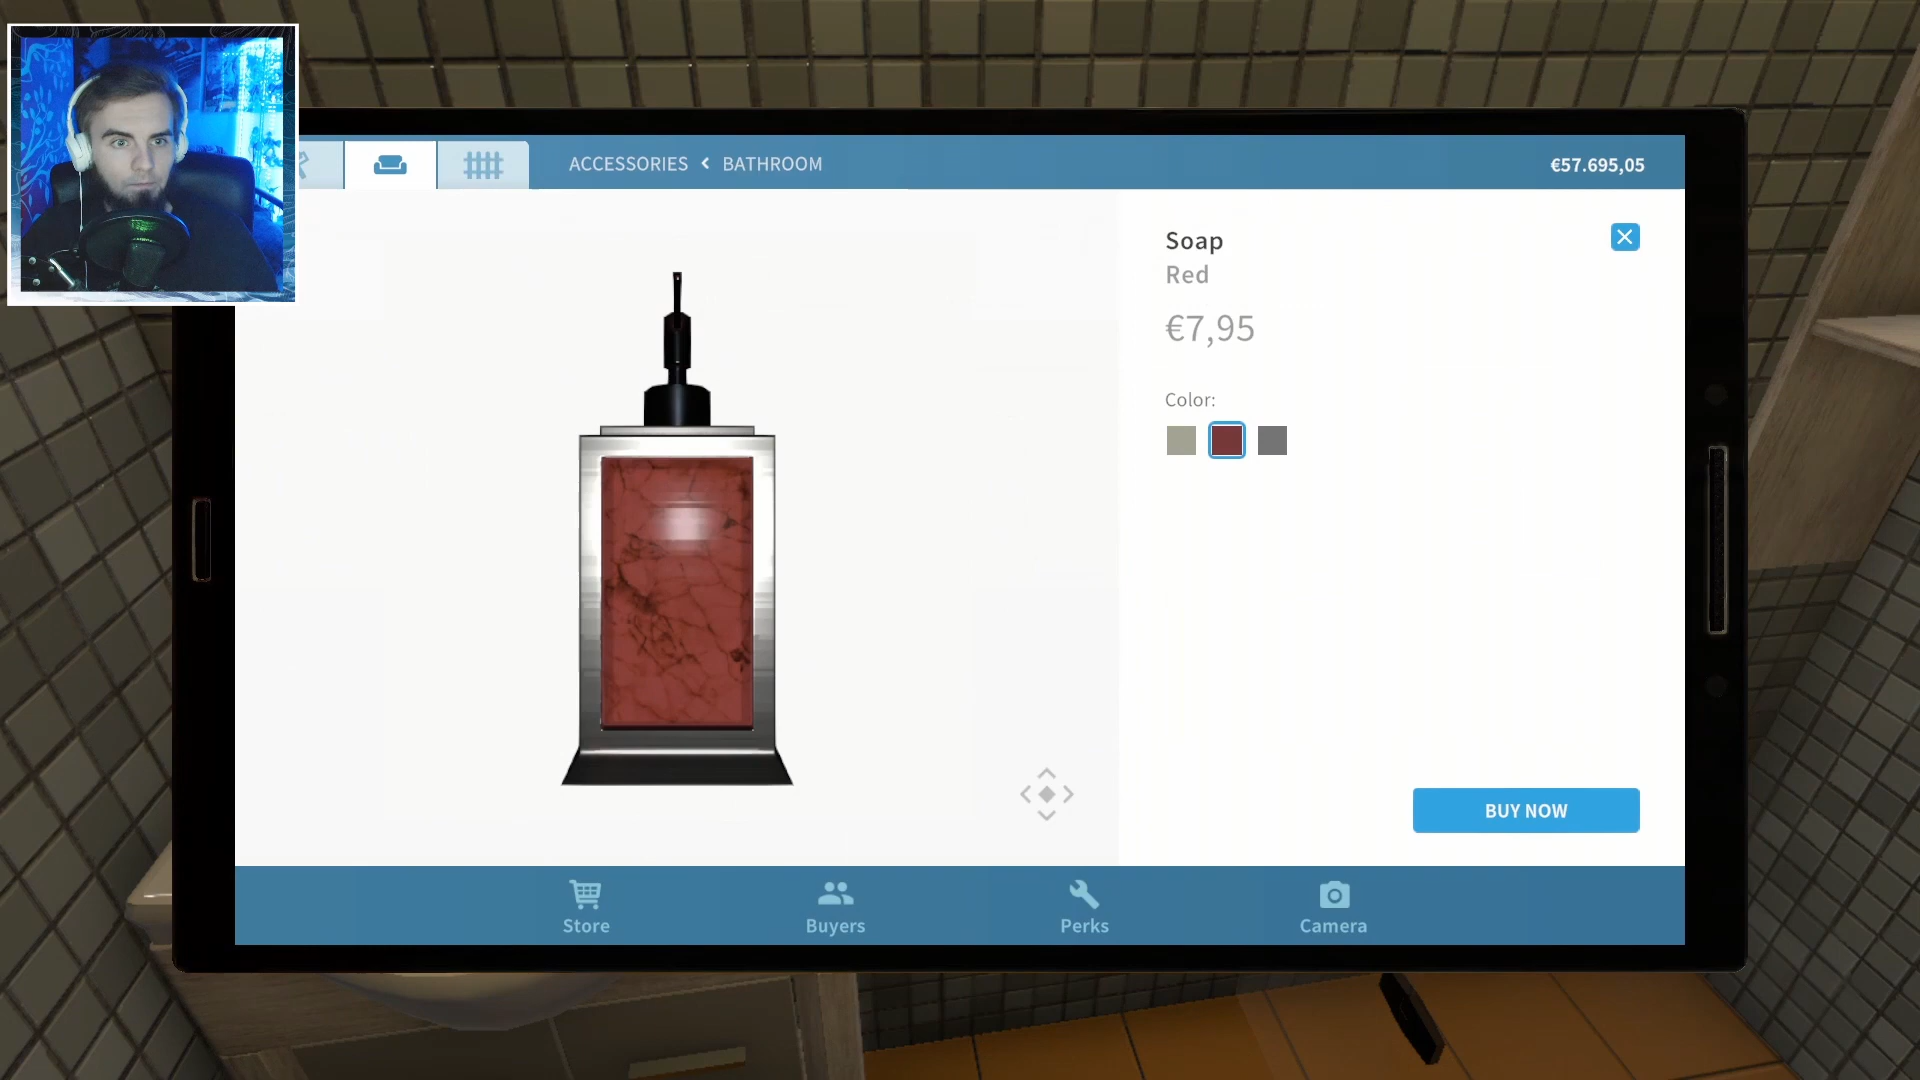 ACCESSORIES < BATHROOM
€57.695,05
Soap
Red
€7,95
Color:
BUY NOW
Store
Buyers
Perks
Camera